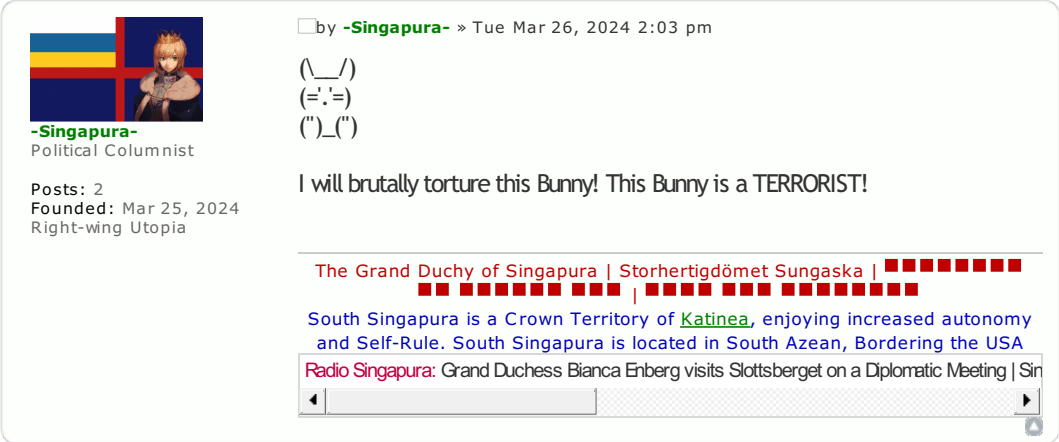 by -Singapura- » Tue Mar 26, 2024 2:03 pm
(\__/)
(='.'=)
(")_(")
I will brutally torture this Bunny! This Bunny is a TERRORIST!
-Singapura-
Political Columnist
Posts: 2
Founded: Mar 25, 2024
Right-wing Utopia
The Grand Duchy of Singapura | Storhertigdömet Sungaska | ■■■■■■■■
■■ ■■■■■■ ■■■ | ■■■■ ■■■ ■■■■■■■■
South Singapura is a Crown Territory of Katinea, enjoying increased autonomy
and Self-Rule. South Singapura is located in South Azean, Bordering the USA
Radio Singapura: Grand Duchess Bianca Enberg visits Slottsberget on a Diplomatic Meeting | Sin